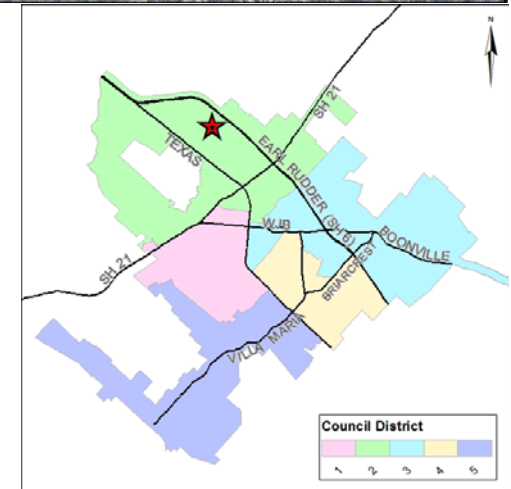 N
SH 21
TEXAS
EARL RUDDER (SH 6)
WJB
BOONVILLE
BRIARCREST
SH 21
VILLA MARIA
Council District
1 2 3 4 5